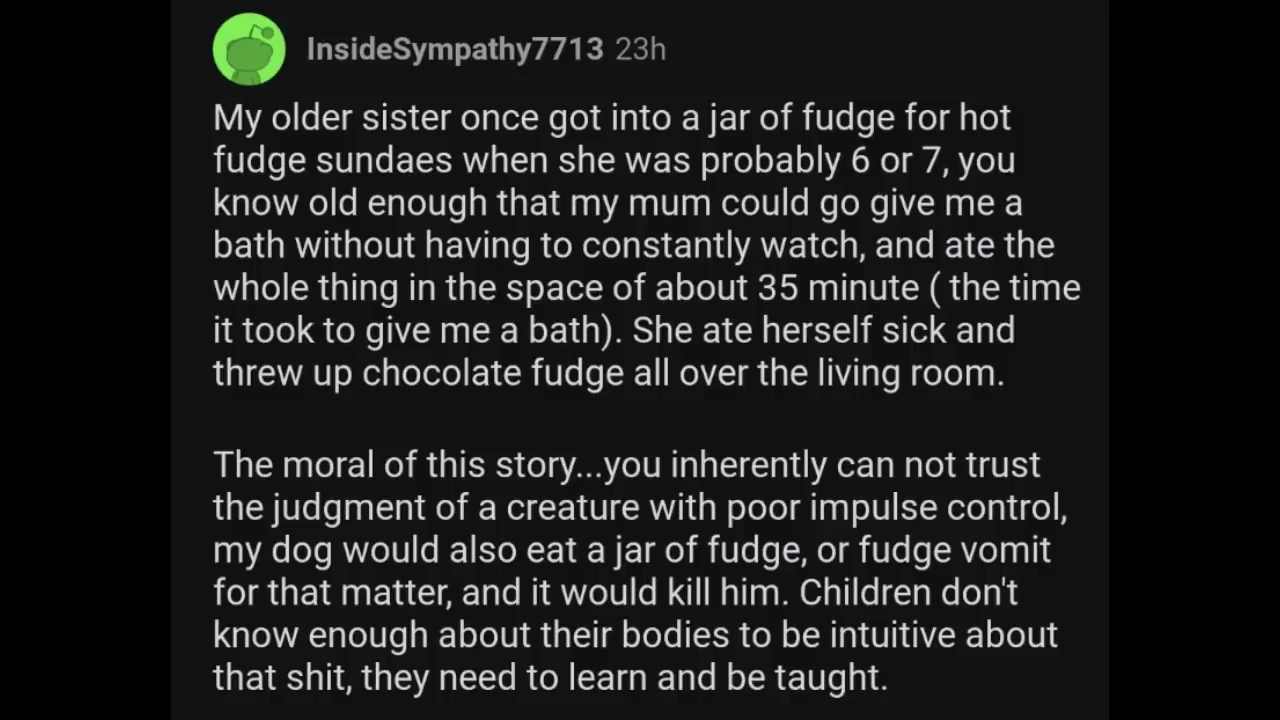 InsideSympathy7713 23h
My older sister once got into a jar of fudge for hot
fudge sundaes when she was probably 6 or 7, you
know old enough that my mum could go give me a
bath without having to constantly watch, and ate the
whole thing in the space of about 35 minute ( the time
it took to give me a bath). She ate herself sick and
threw up chocolate fudge all over the living room.
The moral of this story...you inherently can not trust
the judgment of a creature with poor impulse control,
my dog would also eat a jar of fudge, or fudge vomit
for that matter, and it would kill him. Children don't
know enough about their bodies to be intuitive about
that shit, they need to learn and be taught.